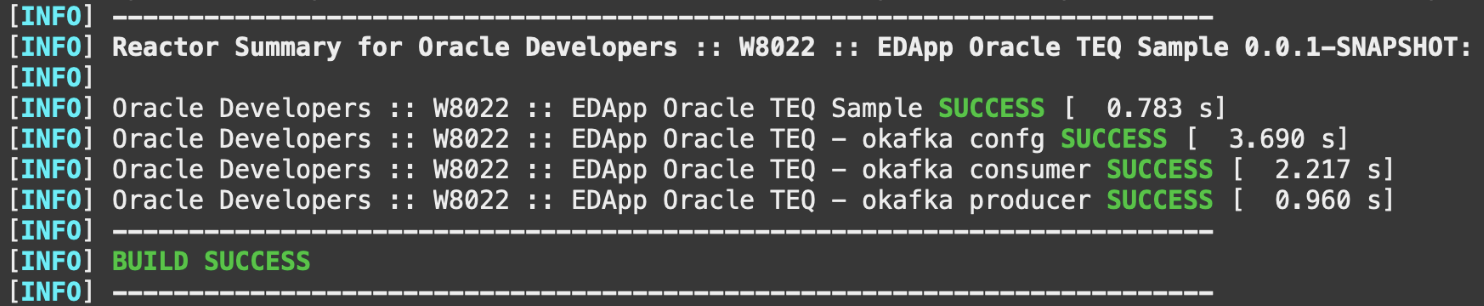 [INFO] ------------------------------------------------------------------------
[INFO] Reactor Summary for Oracle Developers :: W8022 :: EDApp Oracle TEQ Sample 0.0.1-SNAPSHOT:
[INFO]
[INFO] Oracle Developers :: W8022 :: EDApp Oracle TEQ Sample SUCCESS [  0.783 s]
[INFO] Oracle Developers :: W8022 :: EDApp Oracle TEQ - okafka confg SUCCESS [  3.690 s]
[INFO] Oracle Developers :: W8022 :: EDApp Oracle TEQ - okafka consumer SUCCESS [  2.217 s]
[INFO] Oracle Developers :: W8022 :: EDApp Oracle TEQ - okafka producer SUCCESS [  0.960 s]
[INFO] ------------------------------------------------------------------------
[INFO] BUILD SUCCESS
[INFO] ------------------------------------------------------------------------